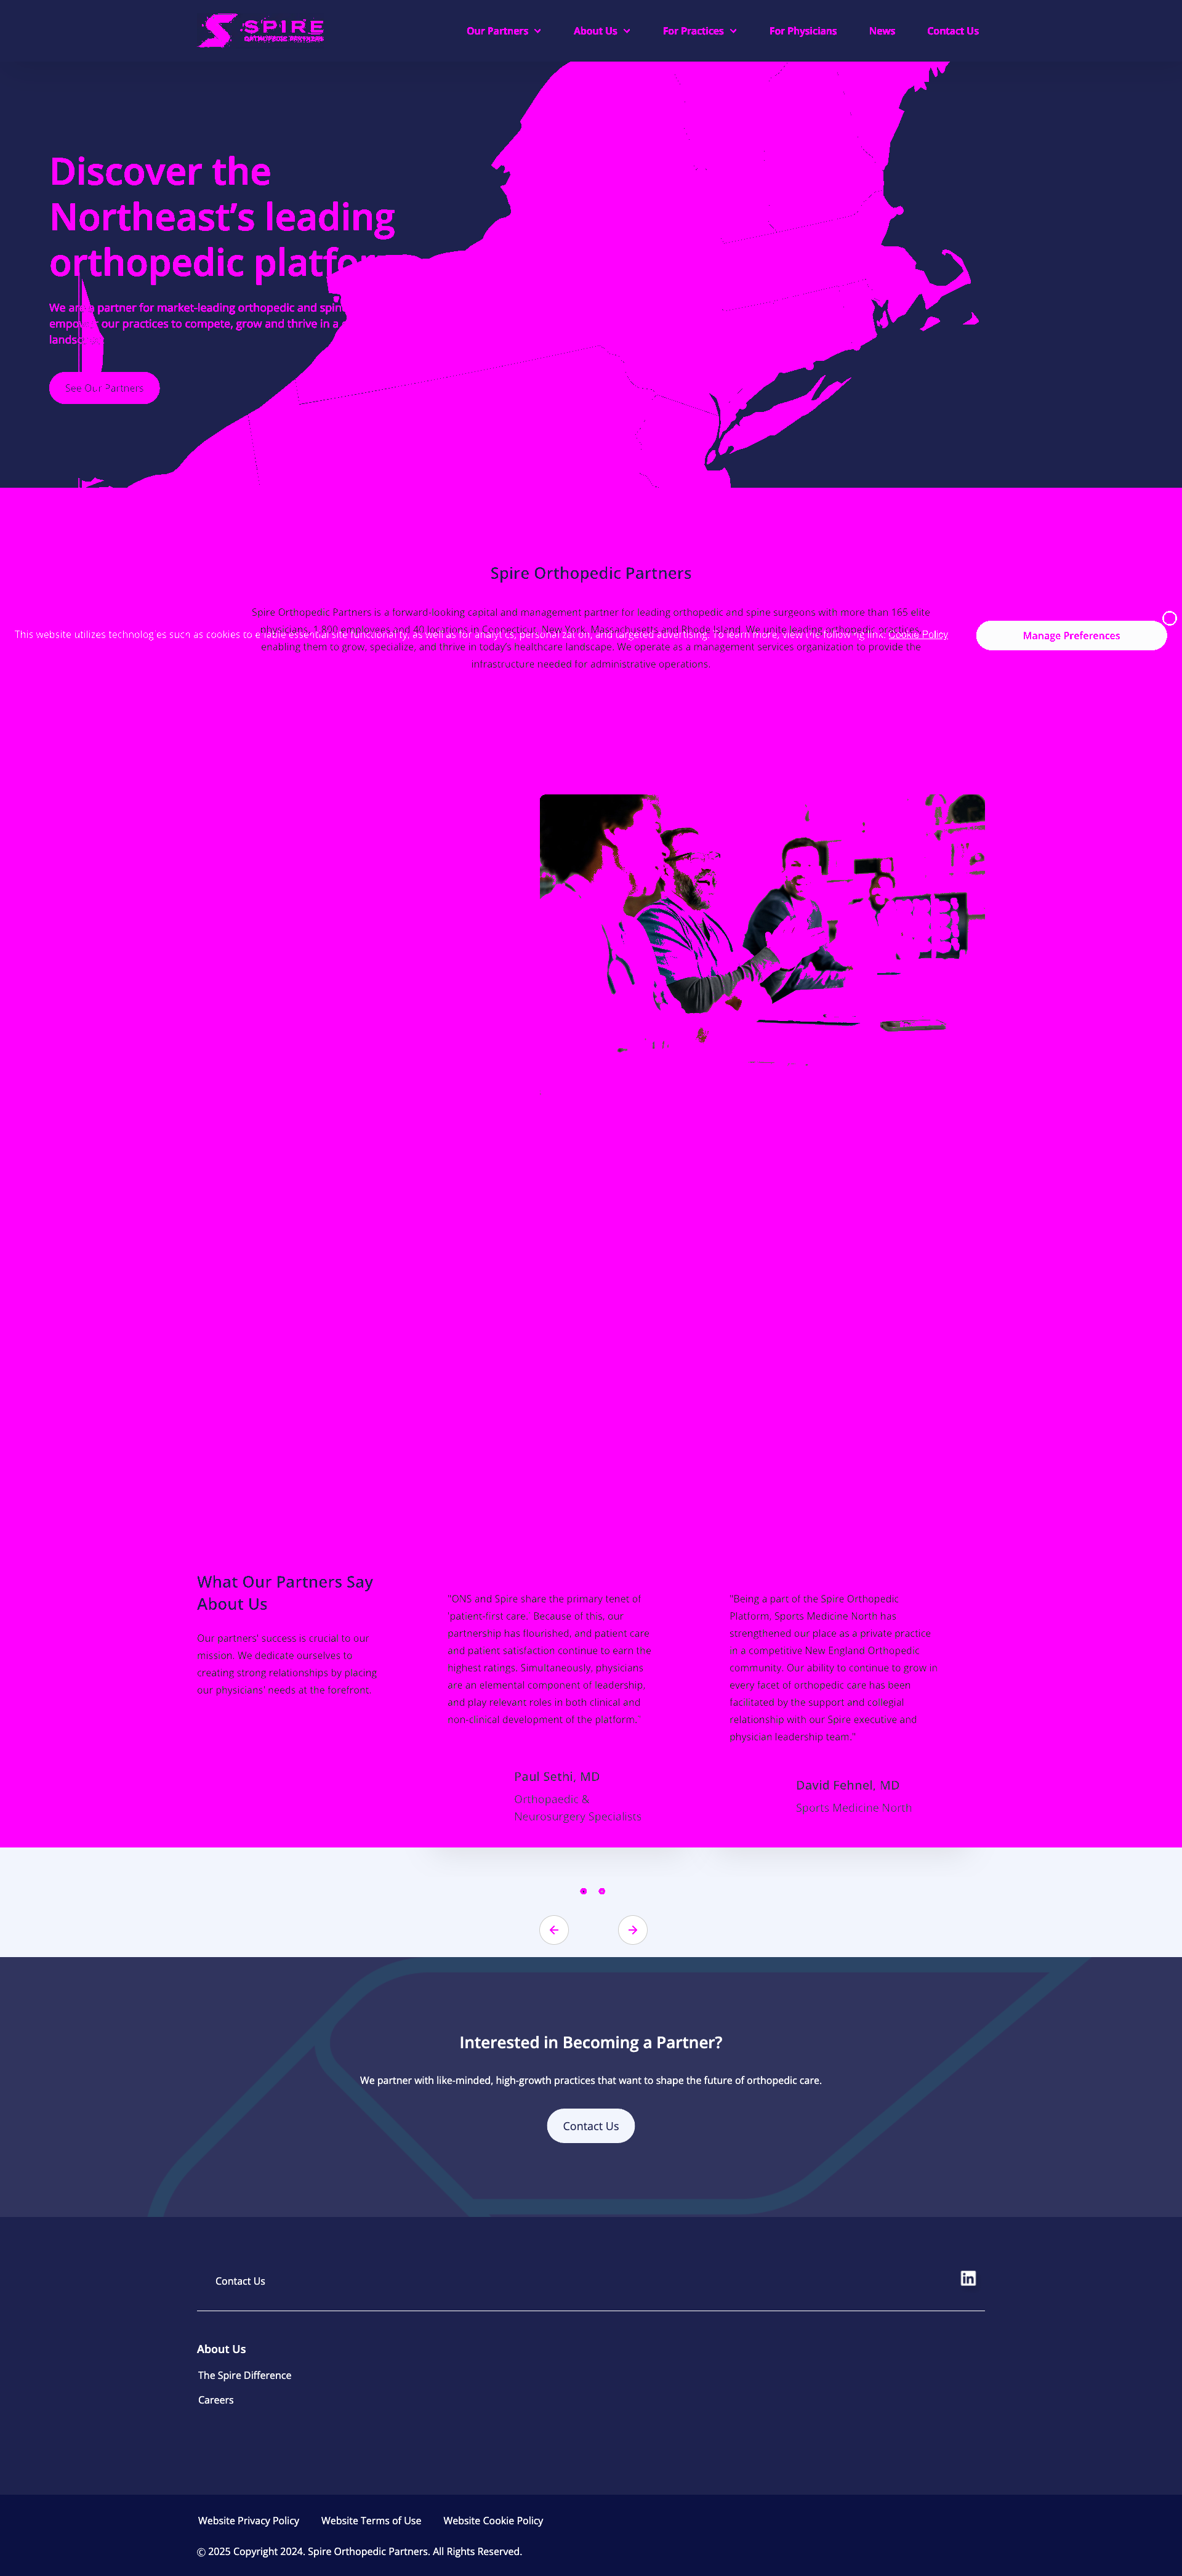 SPIRE
ORTHOPEDIC PARTNERS
Our Partners
About Us
For Practices
For Physicians
News
Contact Us
Discover the
Northeast’s leading
orthopedic platform
We are a partner for market-leading orthopedic and spin
empower our practices to compete, grow and thrive in a
See Our Partners
Spire Orthopedic Partners
Spire Orthopedic Partners is a forward-looking capital and management partner for leading orthopedic and spine surgeons with more than 165 elite
physicians, 1,800 employees and 40 locations in Connecticut, New York, Massachusetts and Rhode Island. We unite leading orthopedic practices,
This website utilizes technologies such as cookies to enable essential site functionality, as well as for analytics, personalization, and targeted advertising. To learn more, view the following link: Cookie Policy
Manage Preferences
enabling them to grow, specialize, and thrive in today’s healthcare landscape. We operate as a management services organization to provide the
infrastructure needed for administrative operations.
What Our Partners Say
About Us
Our partners’ success is crucial to our
mission. We dedicate ourselves to
creating strong relationships by placing
our physicians’ needs at the forefront.
“ONS and Spire share the primary tenet of
‘patient-first care.’ Because of this, our
partnership has flourished, and patient care
and patient satisfaction continue to earn the
highest ratings. Simultaneously, physicians
are an elemental component of leadership,
and play relevant roles in both clinical and
non-clinical development of the platform.”
Paul Sethi, MD
Orthopaedic &
Neurosurgery Specialists
“Being a part of the Spire Orthopedic
Platform, Sports Medicine North has
strengthened our place as a private practice
in a competitive New England Orthopedic
community. Our ability to continue to grow in
every facet of orthopedic care has been
facilitated by the support and collegial
relationship with our Spire executive and
physician leadership team.”
David Fehnel, MD
Sports Medicine North
Interested in Becoming a Partner?
We partner with like-minded, high-growth practices that want to shape the future of orthopedic care.
Contact Us
Contact Us
in
About Us
The Spire Difference
Careers
Website Privacy Policy
Website Terms of Use
Website Cookie Policy
© 2025 Copyright 2024. Spire Orthopedic Partners. All Rights Reserved.